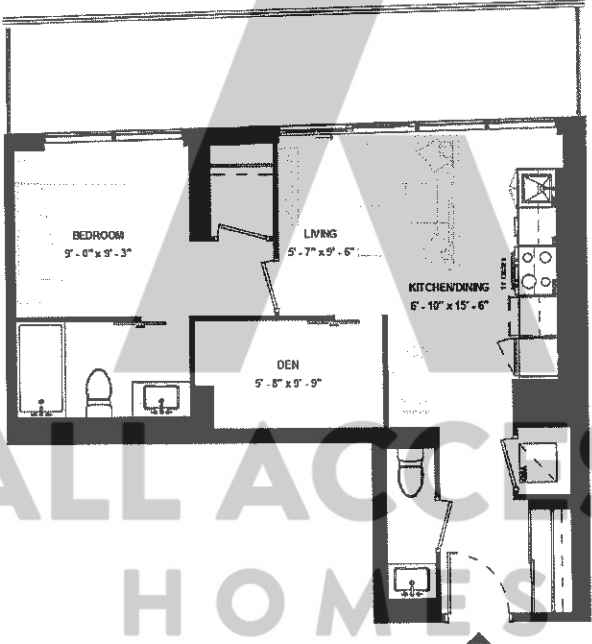 BEDROOM
9'-0" x 9'-3"
LIVING
5'-7" x 9'-6"
KITCHEN/DINING
6'-10" x 15'-6"
DEN
5'-8" x 9'-9"
ALL ACCES
HOMES